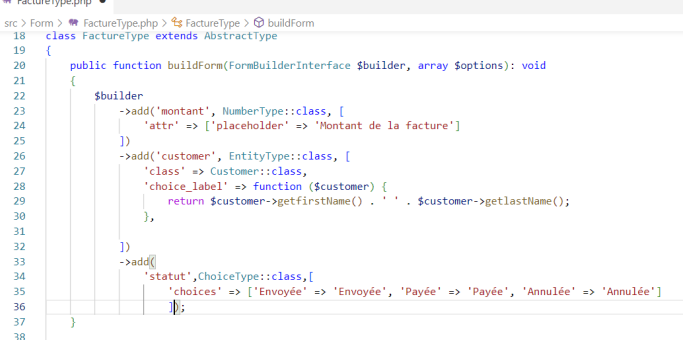 FactureType.php
src > Form > FactureType.php > FactureType > buildForm
18 class FactureType extends AbstractType
19 {
20 public function buildForm(FormBuilderInterface $builder, array $options): void
21 {
22 $builder
23 ->add('montant', NumberType::class, [
24 'attr' => ['placeholder' => 'Montant de la facture']
25 ])
26 ->add('customer', EntityType::class, [
27 'class' => Customer::class,
28 'choice_label' => function ($customer) {
29 return $customer->getfirstName() . ' ' . $customer->getlastName();
30 },
31
32 ])
33 ->add(
34 'statut',ChoiceType::class,[
35 'choices' => ['Envoyée' => 'Envoyée', 'Payée' => 'Payée', 'Annulée' => 'Annulée']
36 ]);
37 }
38